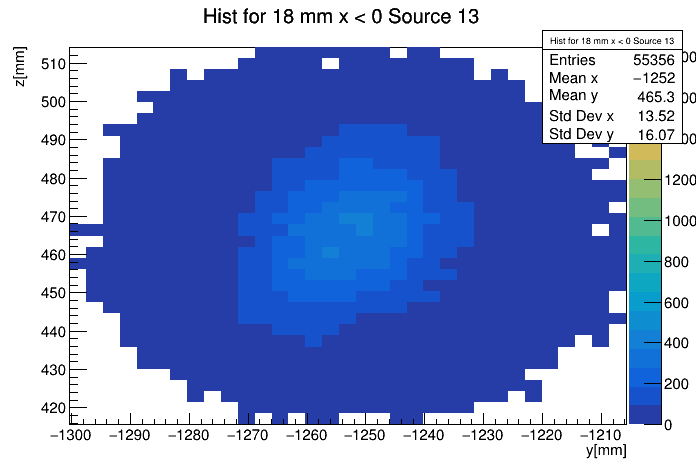 Hist for 18 mm x < 0 Source 13
Hist for 18 mm x < 0 Source 13
Entries 55356
Mean x −1252
Mean y 465.3
Std Dev x 13.52
Std Dev y 16.07
z[mm]
510
500
490
480
470
460
450
440
430
420
1200
1000
800
600
400
200
0
−1300 −1290 −1280 −1270 −1260 −1250 −1240 −1230 −1220 −1210
y[mm]